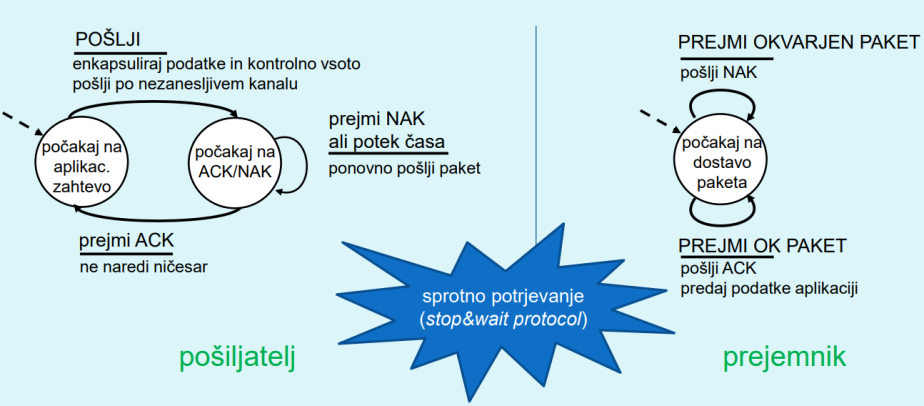 POŠLJI
enkapsuliraj podatke in kontrolno vsoto
pošlji po nezanesljivem kanalu
počakaj na
aplikac.
zahtevo
počakaj na
ACK/NAK
prejmi NAK
ali potek časa
ponovno pošlji paket
prejmi ACK
ne naredi ničesar
pošiljatelj
sprotno potrjevanje
(stop&wait protocol)
PREJMI OKVARJEN PAKET
pošlji NAK
počakaj na
dostavo
paketa
PREJMI OK PAKET
pošlji ACK
predaj podatke aplikaciji
prejemnik